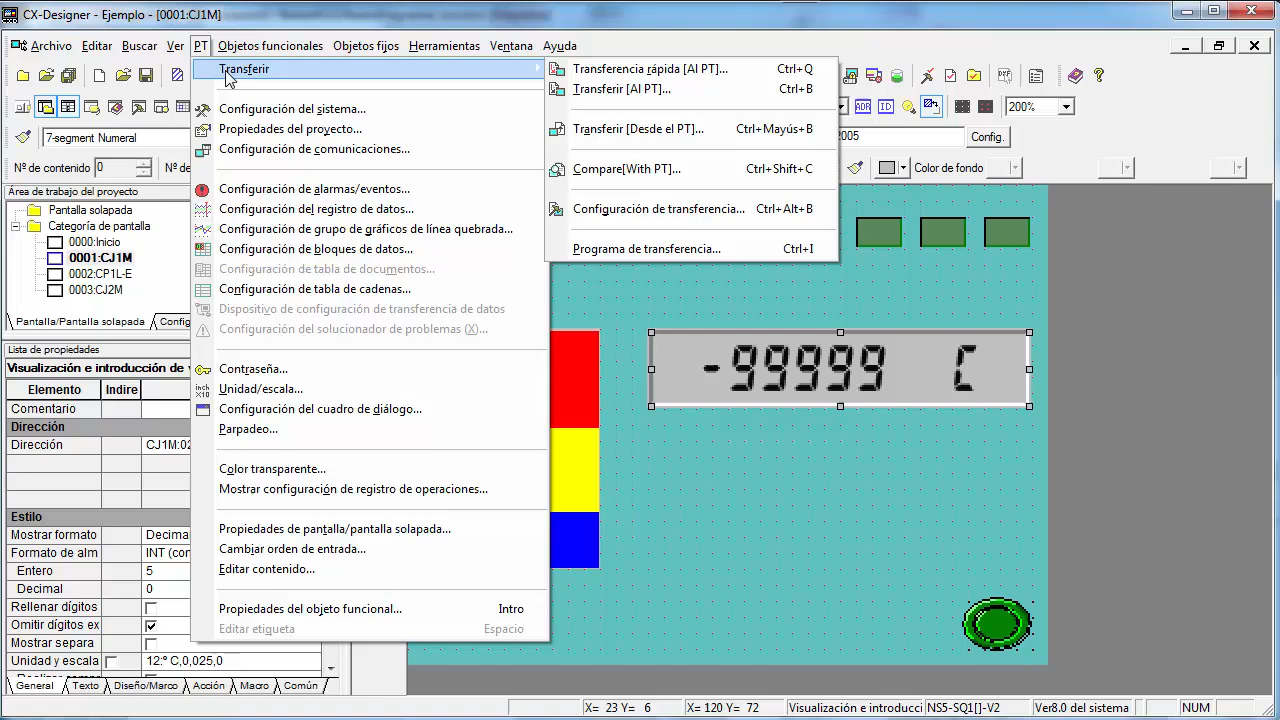 CX-Designer - Ejemplo - [0001:CJ1M]
Archivo Editar Buscar Ver PT Objetos funcionales Objetos fijos Herramientas Ventana Ayuda
Transferir
Configuración del sistema...
Propiedades del proyecto...
Configuración de comunicaciones...
Configuración de alarmas/eventos...
Configuración del registro de datos...
Configuración de grupo de gráficos de línea quebrada...
Configuración de bloques de datos...
Configuración de tabla de documentos...
Configuración de tabla de cadenas...
Dispositivo de configuración de transferencia de datos
Configuración del solucionador de problemas (X)...
Contraseña...
Unidad/escala...
Configuración del cuadro de diálogo...
Parpadeo...
Color transparente...
Mostrar configuración de registro de operaciones...
Propiedades de pantalla/pantalla solapada...
Cambiar orden de entrada...
Editar contenido...
Propiedades del objeto funcional... Intro
Editar etiqueta Espacio
Transferencia rápida [Al PT]... Ctrl+Q
Transferir [Al PT]... Ctrl+B
Transferir [Desde el PT]... Ctrl+Mayús+B
Compare[With PT]... Ctrl+Shift+C
Configuración de transferencia... Ctrl+Alt+B
Programa de transferencia... Ctrl+I
ADR ID 200%
7-segment Numeral
2005 Config.
Nº de contenido 0 Nº de
Color de fondo
inch
X10
Área de trabajo del proyecto
Pantalla solapada
Categoría de pantalla
0000:Inicio
0001:CJ1M
0002:CP1L-E
0003:CJ2M
Pantalla/Pantalla solapada Config
Lista de propiedades
Visualización e introducción de
Elemento Indire
Comentario
Dirección
Dirección CJ1M:02
Estilo
Mostrar formato Decima
Formato de alm INT (con
Entero 5
Decimal 0
Rellenar dígitos
Omitir dígitos ex
Mostrar separa
Unidad y escala 12:º C,0,025,0
General Texto Diseño/Marco Acción Macro Común
-99999 C
X= 23 Y= 6 X= 120 Y= 72 Visualización e introducci NS5-SQ1[]-V2 Ver8.0 del sistema NUM